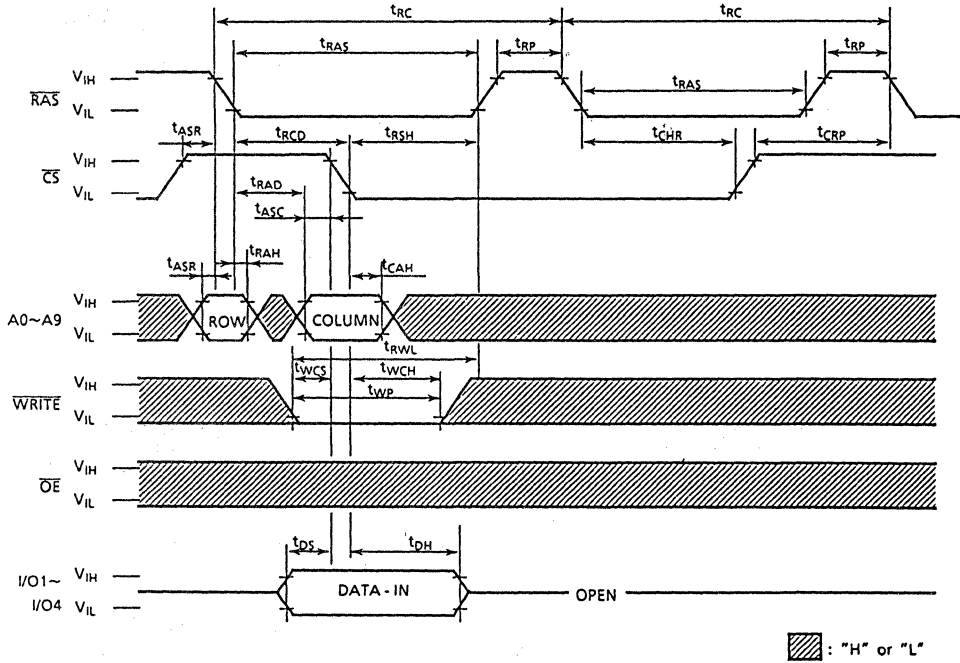 tRC tRC
tRAS tRP tRAS tRP
RAS VIH
VIL
tASR tRCD tRSH tCHR tCRP
CS VIH
VIL
tRAD
tASC
tASR tRAH tCAH
A0~A9 VIH
VIL
ROW COLUMN
tRWL
tWCS tWCH
tWP
WRITE VIH
VIL
OE VIH
VIL
tDS tDH
I/O1~
I/O4 VIH
VIL
DATA - IN OPEN
: "H" or "L"